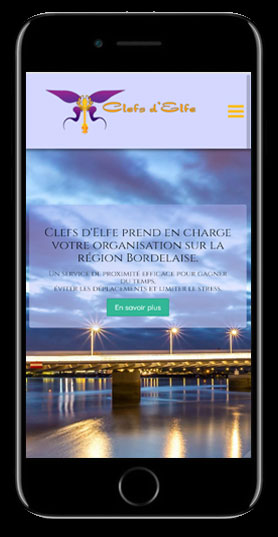 Clefs d'Elfe
Clefs d'Elfe prend en charge
votre organisation sur la
région Bordelaise.
Un service de proximité efficace pour gagner
du temps,
éviter les déplacements et limiter le stress.
En savoir plus